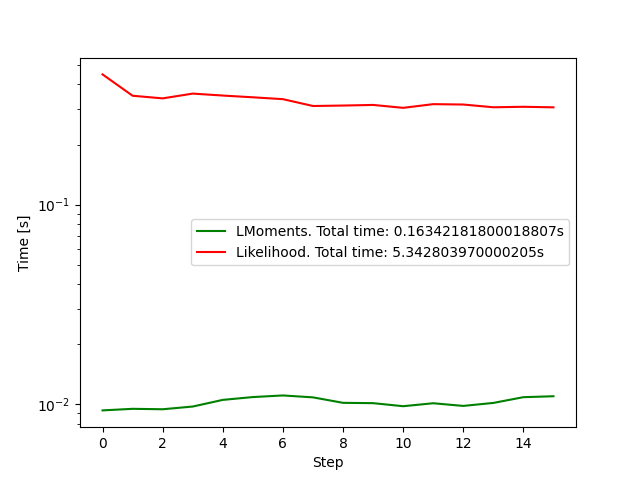 Time [s]
10⁻¹
10⁻²
LMoments. Total time: 0.16342181800018807s
Likelihood. Total time: 5.342803970000205s
0 2 4 6 8 10 12 14
Step